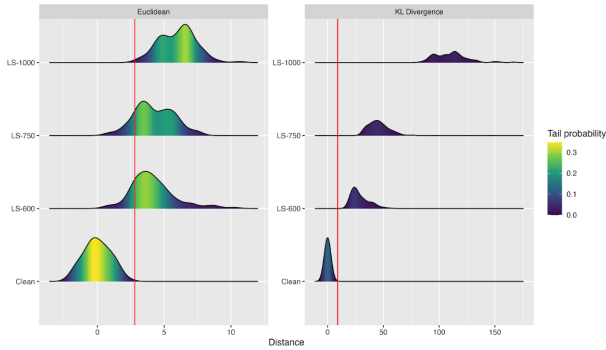 Euclidean
KL Divergence
LS-1000
LS-750
LS-600
Clean
LS-1000
LS-750
LS-600
Clean
0
5
10
0
50
100
150
Distance
Tail probability
0.3
0.2
0.1
0.0